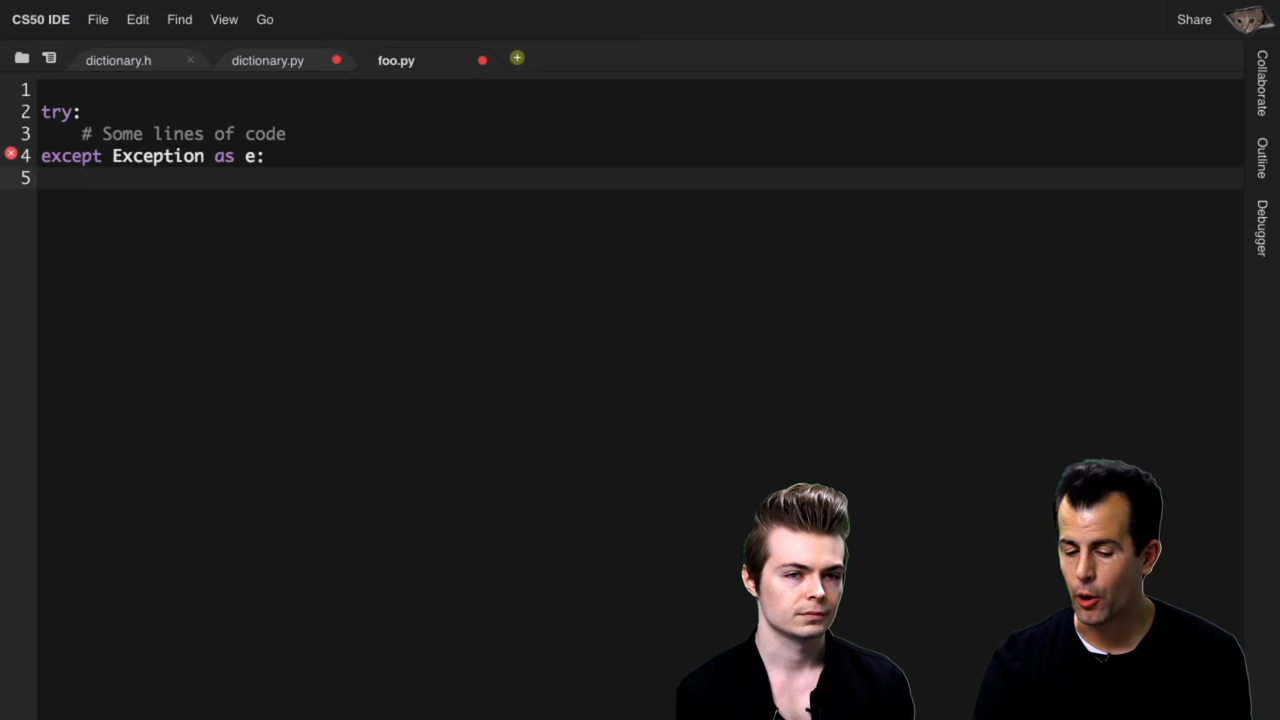 CS50 IDE File Edit Find View Go Share
dictionary.h dictionary.py foo.py
1
2 try:
3 # Some lines of code
4 except Exception as e:
5
Collaborate
Outline
Debugger